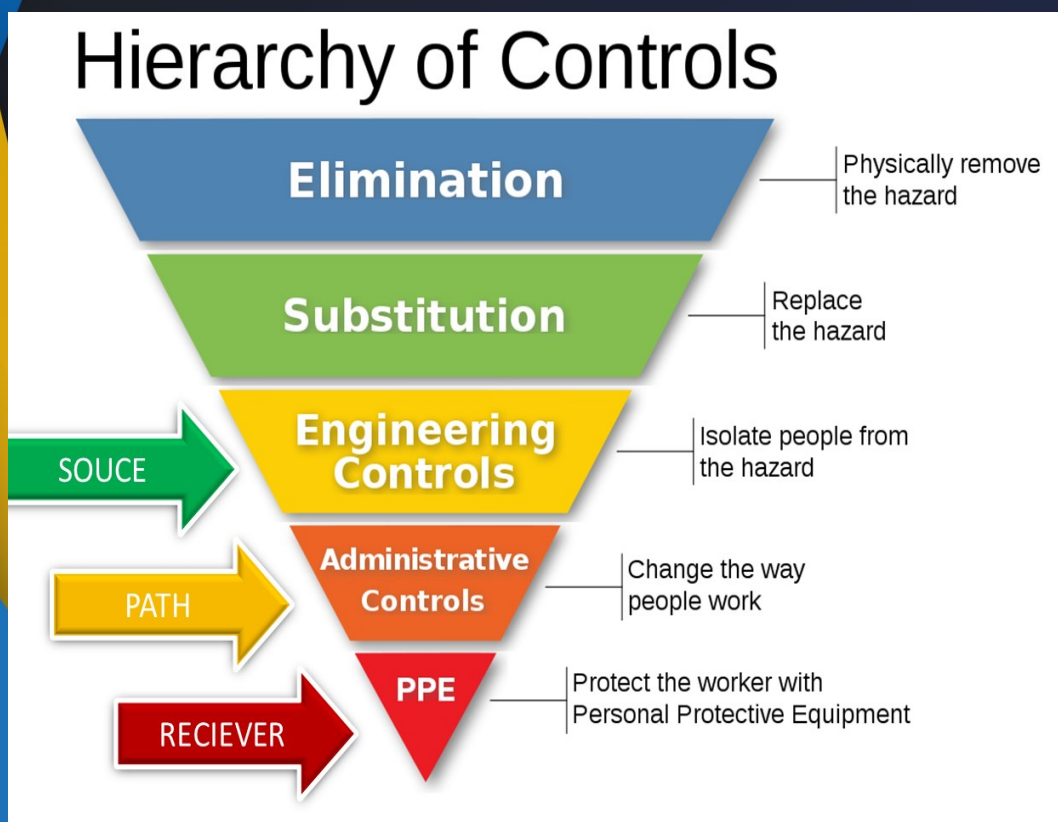 Hierarchy of Controls
Elimination
Physically remove
the hazard
Substitution
Replace
the hazard
SOUCE
Engineering
Controls
Isolate people from
the hazard
PATH
Administrative
Controls
Change the way
people work
RECIEVER
PPE
Protect the worker with
Personal Protective Equipment